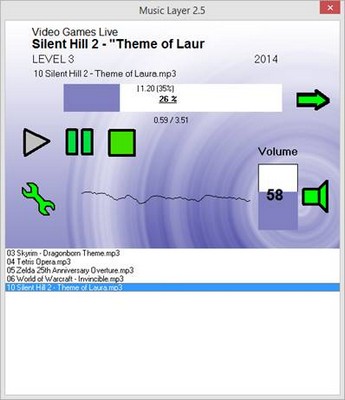 Music Layer 2.5
Video Games Live
Silent Hill 2 - "Theme of Laur
LEVEL 3 2014
10 Silent Hill 2 - Theme of Laura.mp3
1.20 (35%)
26 %
0.59 / 3.51
Volume
58
03 Skyrim - Dragonborn Theme.mp3
04 Tetris Opera.mp3
05 Zelda 25th Anniversary Overture.mp3
06 World of Warcraft - Invincible.mp3
10 Silent Hill 2 - Theme of Laura.mp3